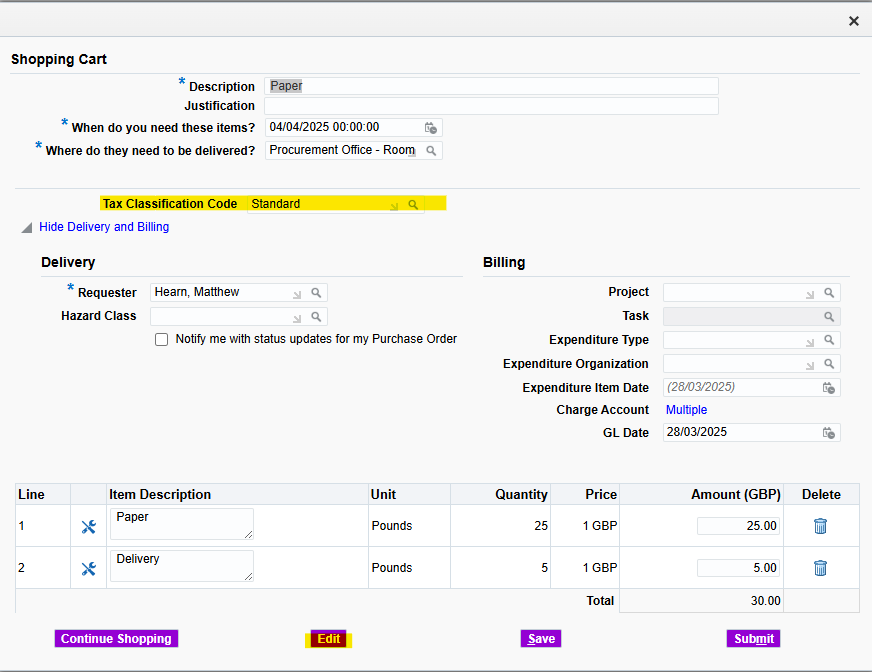 Shopping Cart
* Description Paper
Justification
* When do you need these items? 04/04/2025 00:00:00
* Where do they need to be delivered? Procurement Office - Room
Tax Classification Code Standard
Hide Delivery and Billing
Delivery
* Requester Hearn, Matthew
Hazard Class
Notify me with status updates for my Purchase Order
Billing
Project
Task
Expenditure Type
Expenditure Organization
Expenditure Item Date (28/03/2025)
Charge Account Multiple
GL Date 28/03/2025
Line Item Description Unit Quantity Price Amount (GBP) Delete
1 Paper Pounds 25 1 GBP 25.00
2 Delivery Pounds 5 1 GBP 5.00
Total 30.00
Continue Shopping Edit Save Submit